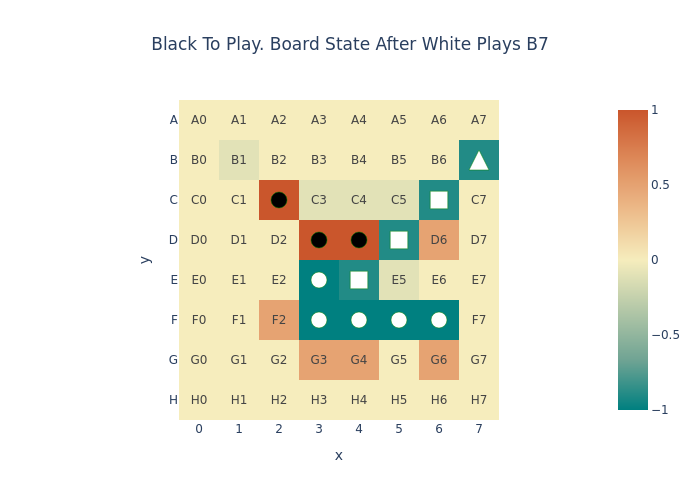 Black To Play. Board State After White Plays B7
A A0 A1 A2 A3 A4 A5 A6 A7
B B0 B1 B2 B3 B4 B5 B6
C C0 C1 C3 C4 C5 C7
D D0 D1 D2 D6 D7
E E0 E1 E2 E5 E6 E7
F F0 F1 F2 F7
G G0 G1 G2 G3 G4 G5 G6 G7
H H0 H1 H2 H3 H4 H5 H6 H7
0 1 2 3 4 5 6 7
x
y
1
0.5
0
−0.5
−1